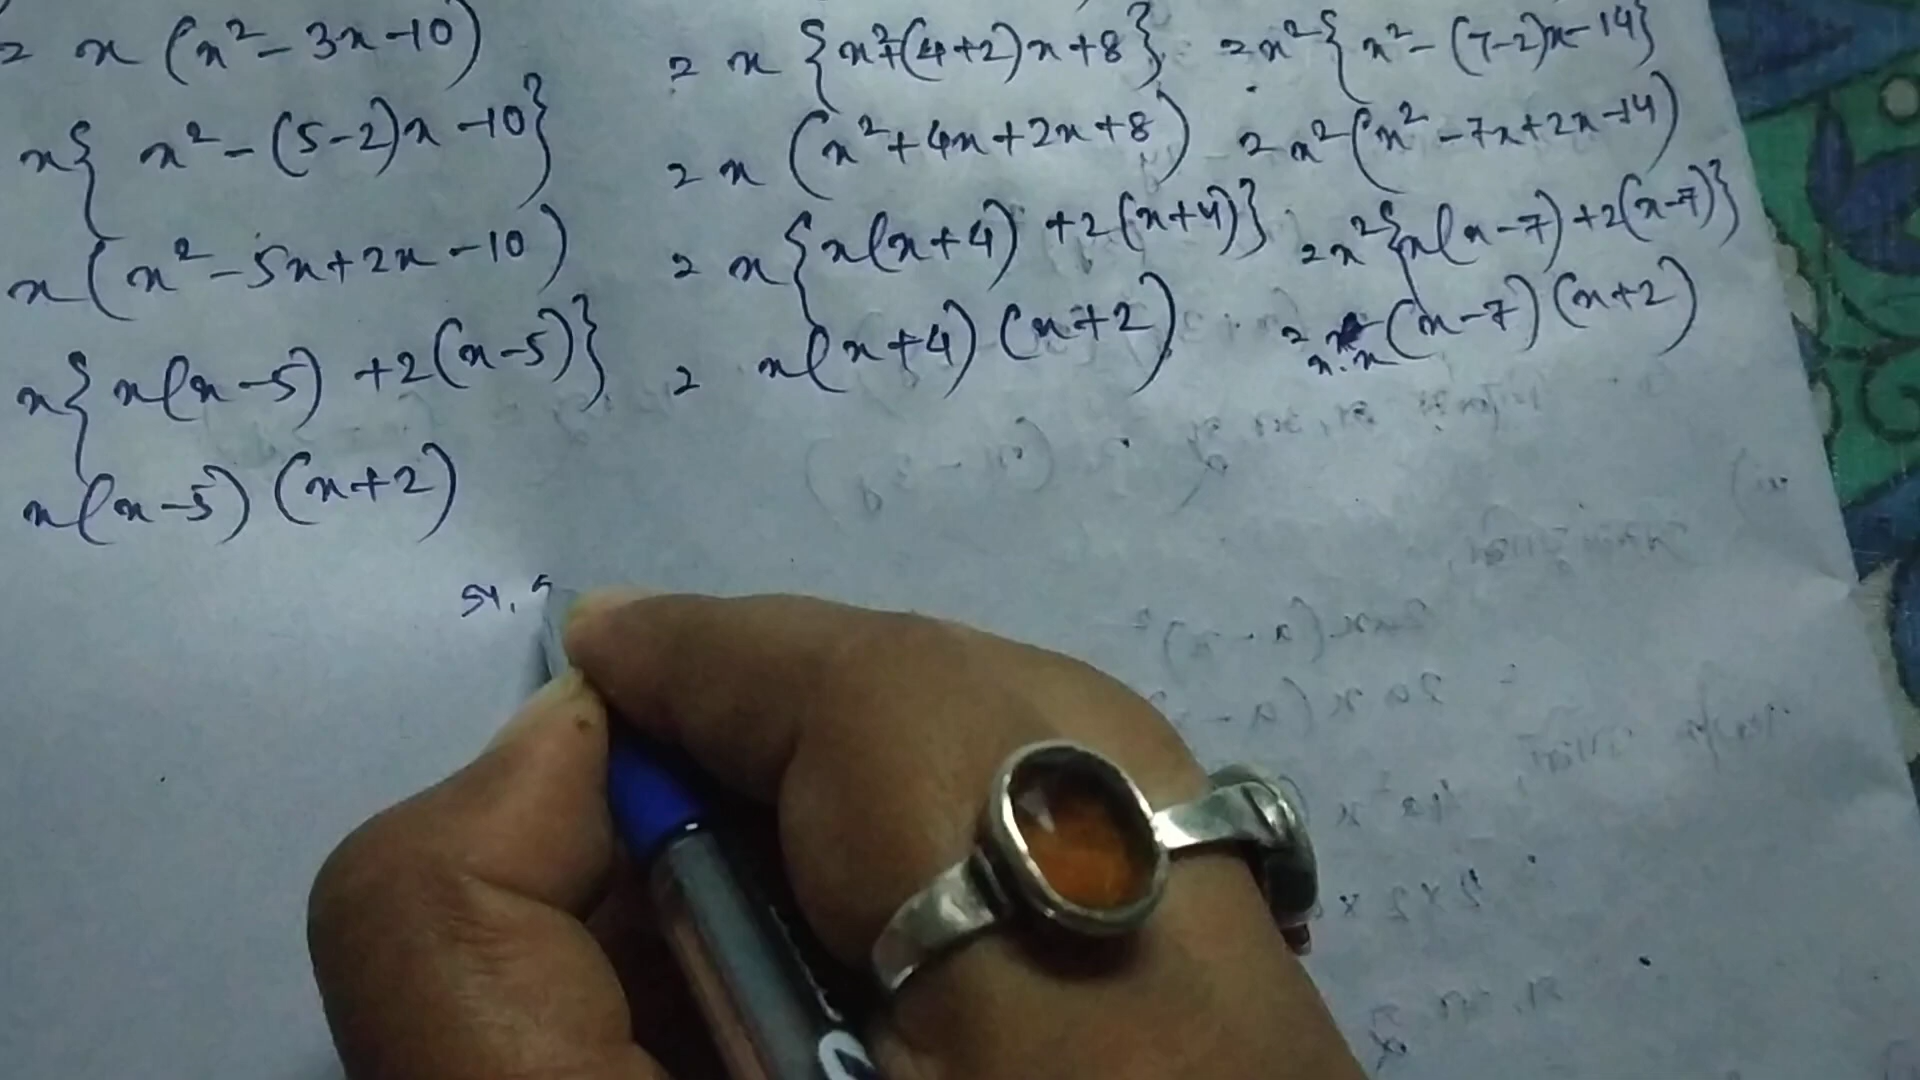 = x (x² - 3x - 10)
x{ x² - (5-2)x - 10}
x (x² - 5x + 2x - 10)
x{ x(x-5) + 2(x-5)}
x(x-5) (x+2)
= x {x²+(4+2)x+8}
= x (x² + 4x + 2x + 8)
= x {x(x+4) + 2(x+4)}
= x(x+4) (x+2)
= x² { x² - (7-2)x - 14}
= x² (x² - 7x + 2x - 14)
= x² {x(x-7) + 2(x-7)}
= x.x (x-7) (x+2)